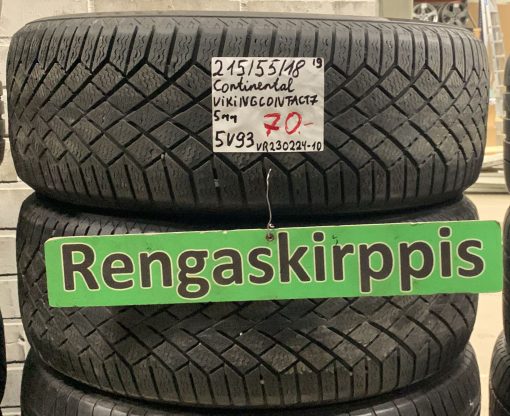 215/55/18 19
Continental
VIKINGCONTACT7
5mm 70.-
5V93 VR230224-10
Rengaskirppis